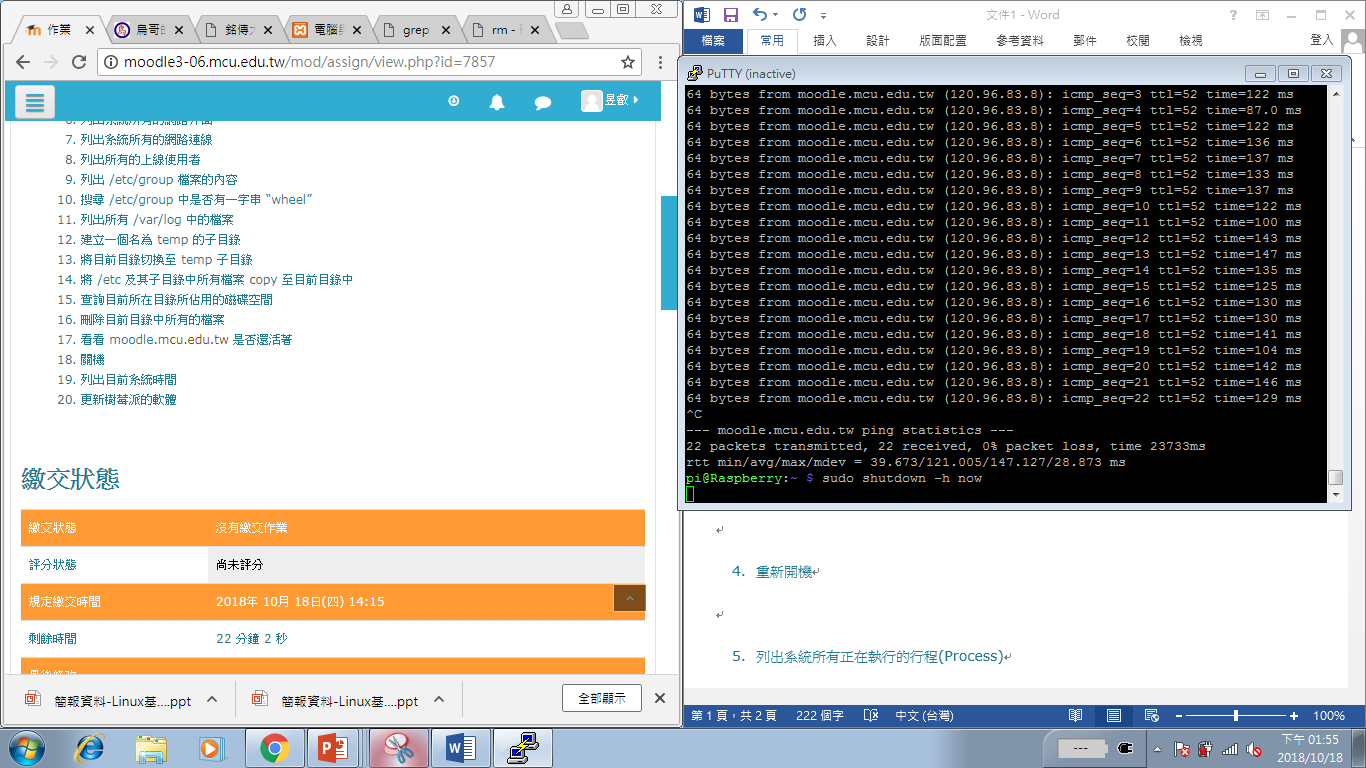 作業
鳥哥的
銘傳大
電腦教
grep
rm -
moodle3-06.mcu.edu.tw/mod/assign/view.php?id=7857
昱叡
7. 列出系統所有的網路連線
8. 列出所有的上線使用者
9. 列出 /etc/group 檔案的內容
10. 搜尋 /etc/group 中是否有一字串 “wheel”
11. 列出所有 /var/log 中的檔案
12. 建立一個名為 temp 的子目錄
13. 將目前目錄切換至 temp 子目錄
14. 將 /etc 及其子目錄中所有檔案 copy 至目前目錄中
15. 查詢目前所在目錄所佔用的磁碟空間
16. 刪除目前目錄中所有的檔案
17. 看看 moodle.mcu.edu.tw 是否還活著
18. 關機
19. 列出目前系統時間
20. 更新樹莓派的軟體
繳交狀態
繳交狀態 沒有繳交作業
評分狀態 尚未評分
規定繳交時間 2018年 10月 18日(四) 14:15
剩餘時間 22 分鐘 2 秒
最後修改
簡報資料-Linux基....ppt
簡報資料-Linux基....ppt
全部顯示
文件1 - Word
檔案 常用 插入 設計 版面配置 參考資料 郵件 校閱 檢視 登入
PuTTY (inactive)
64 bytes from moodle.mcu.edu.tw (120.96.83.8): icmp_seq=3 ttl=52 time=122 ms
64 bytes from moodle.mcu.edu.tw (120.96.83.8): icmp_seq=4 ttl=52 time=87.0 ms
64 bytes from moodle.mcu.edu.tw (120.96.83.8): icmp_seq=5 ttl=52 time=122 ms
64 bytes from moodle.mcu.edu.tw (120.96.83.8): icmp_seq=6 ttl=52 time=136 ms
64 bytes from moodle.mcu.edu.tw (120.96.83.8): icmp_seq=7 ttl=52 time=137 ms
64 bytes from moodle.mcu.edu.tw (120.96.83.8): icmp_seq=8 ttl=52 time=133 ms
64 bytes from moodle.mcu.edu.tw (120.96.83.8): icmp_seq=9 ttl=52 time=137 ms
64 bytes from moodle.mcu.edu.tw (120.96.83.8): icmp_seq=10 ttl=52 time=122 ms
64 bytes from moodle.mcu.edu.tw (120.96.83.8): icmp_seq=11 ttl=52 time=100 ms
64 bytes from moodle.mcu.edu.tw (120.96.83.8): icmp_seq=12 ttl=52 time=143 ms
64 bytes from moodle.mcu.edu.tw (120.96.83.8): icmp_seq=13 ttl=52 time=147 ms
64 bytes from moodle.mcu.edu.tw (120.96.83.8): icmp_seq=14 ttl=52 time=135 ms
64 bytes from moodle.mcu.edu.tw (120.96.83.8): icmp_seq=15 ttl=52 time=125 ms
64 bytes from moodle.mcu.edu.tw (120.96.83.8): icmp_seq=16 ttl=52 time=130 ms
64 bytes from moodle.mcu.edu.tw (120.96.83.8): icmp_seq=17 ttl=52 time=130 ms
64 bytes from moodle.mcu.edu.tw (120.96.83.8): icmp_seq=18 ttl=52 time=141 ms
64 bytes from moodle.mcu.edu.tw (120.96.83.8): icmp_seq=19 ttl=52 time=104 ms
64 bytes from moodle.mcu.edu.tw (120.96.83.8): icmp_seq=20 ttl=52 time=142 ms
64 bytes from moodle.mcu.edu.tw (120.96.83.8): icmp_seq=21 ttl=52 time=146 ms
64 bytes from moodle.mcu.edu.tw (120.96.83.8): icmp_seq=22 ttl=52 time=129 ms
^C
--- moodle.mcu.edu.tw ping statistics ---
22 packets transmitted, 22 received, 0% packet loss, time 23733ms
rtt min/avg/max/mdev = 39.673/121.005/147.127/28.873 ms
pi@Raspberry:~ $ sudo shutdown -h now
4. 重新開機
5. 列出系統所有正在執行的行程(Process)
第 1 頁，共 2 頁 222 個字 中文 (台灣) 100%
下午 01:55
2018/10/18